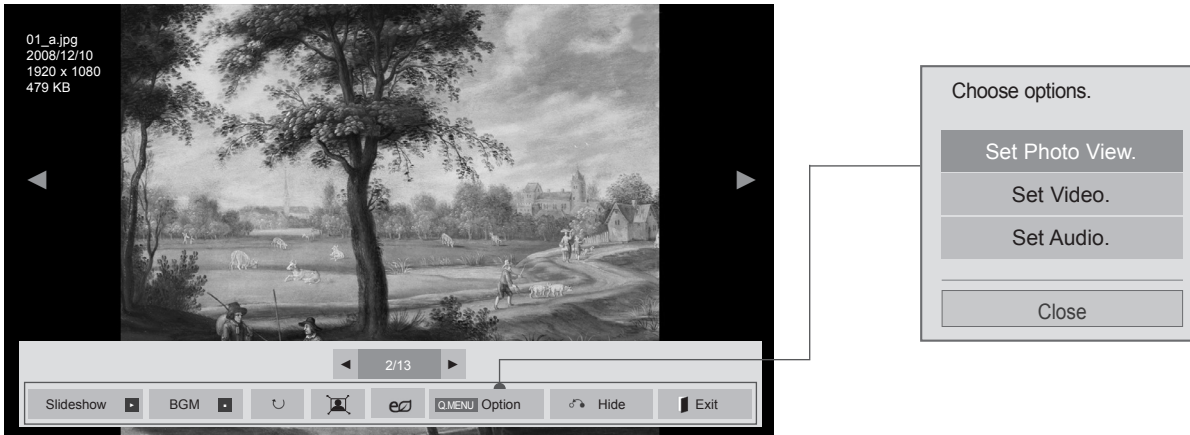 01_a.jpg
2008/12/10
1920 x 1080
479 KB
2/13
Slideshow
BGM
Q.MENU Option
Hide
Exit
Choose options.
Set Photo View.
Set Video.
Set Audio.
Close